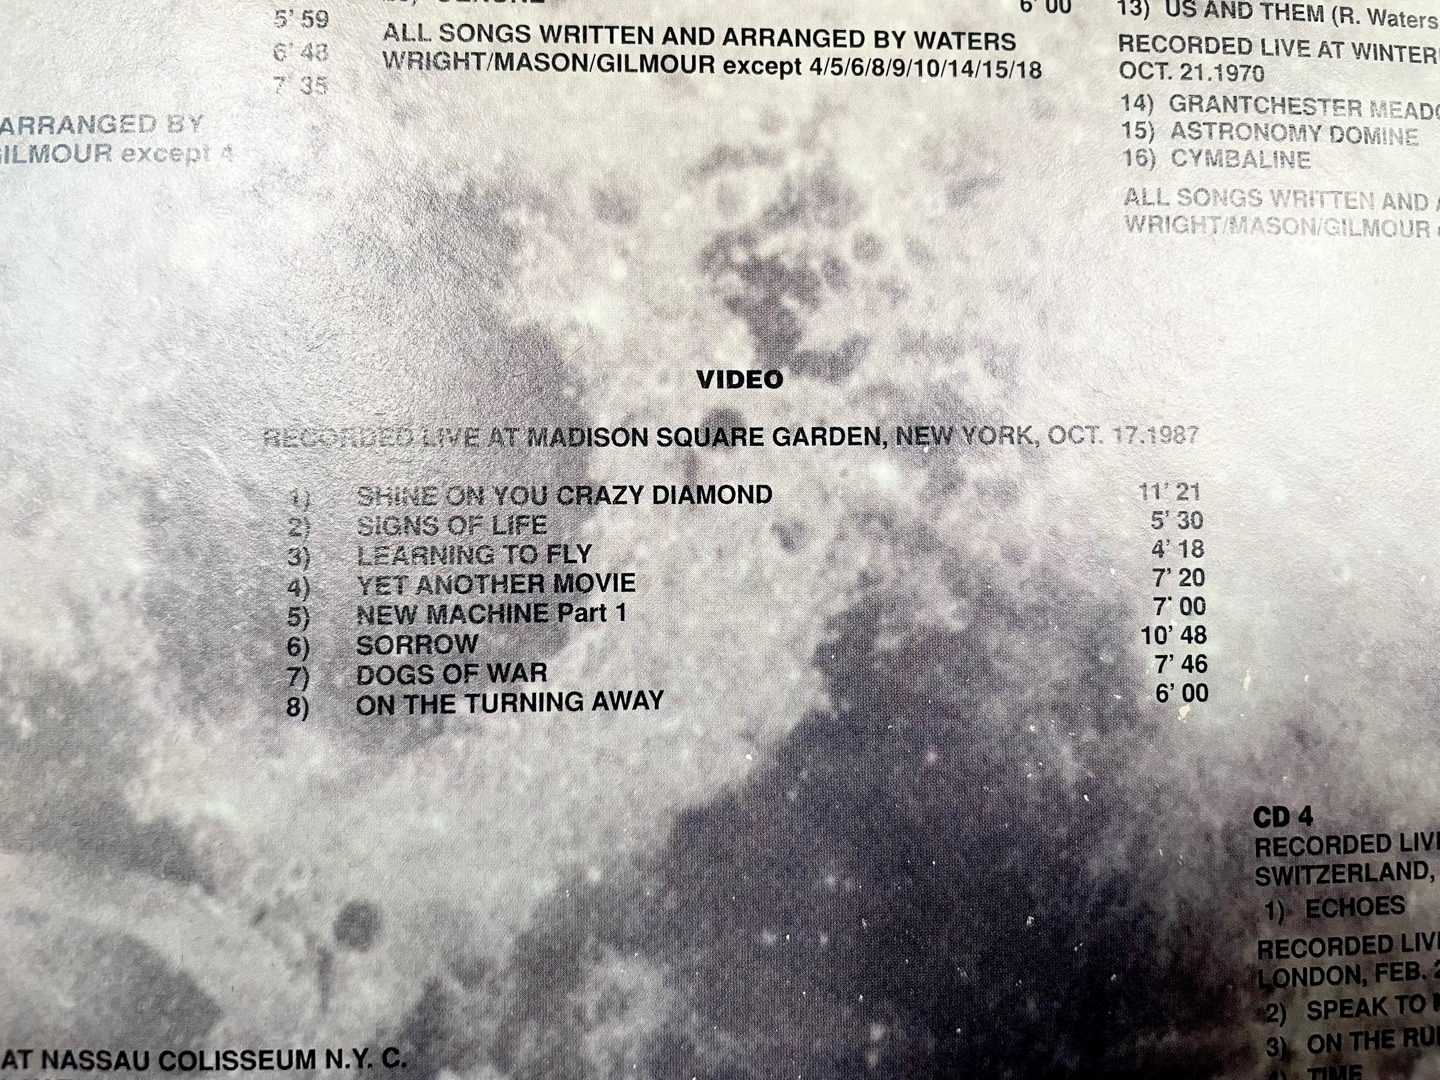 5' 59
6' 48
7' 35
ARRANGED BY
GILMOUR except 4
6' 00
ALL SONGS WRITTEN AND ARRANGED BY WATERS
WRIGHT/MASON/GILMOUR except 4/5/6/8/9/10/14/15/18
13) US AND THEM (R. Waters
RECORDED LIVE AT
OCT. 21.1970
14) GRANTCHESTER
15) ASTRONOMY DOMINE
16) CYMBALINE
ALL SONGS WRITTEN AND
WRIGHT/MASON/GILMOUR
VIDEO
RECORDED LIVE AT MADISON SQUARE GARDEN, NEW YORK, OCT. 17.1987
1) SHINE ON YOU CRAZY DIAMOND 11' 21
2) SIGNS OF LIFE 5' 30
3) LEARNING TO FLY 4' 18
4) YET ANOTHER MOVIE 7' 20
5) NEW MACHINE Part 1 7' 00
6) SORROW 10' 48
7) DOGS OF WAR 7' 46
8) ON THE TURNING AWAY 6' 00
CD 4
RECORDED LIV
SWITZERLAND,
1) ECHOES
RECORDED LIV
LONDON, FEB. 2
2) SPEAK TO
3) ON THE RU
4) TIME
AT NASSAU COLISSEUM N.Y. C.